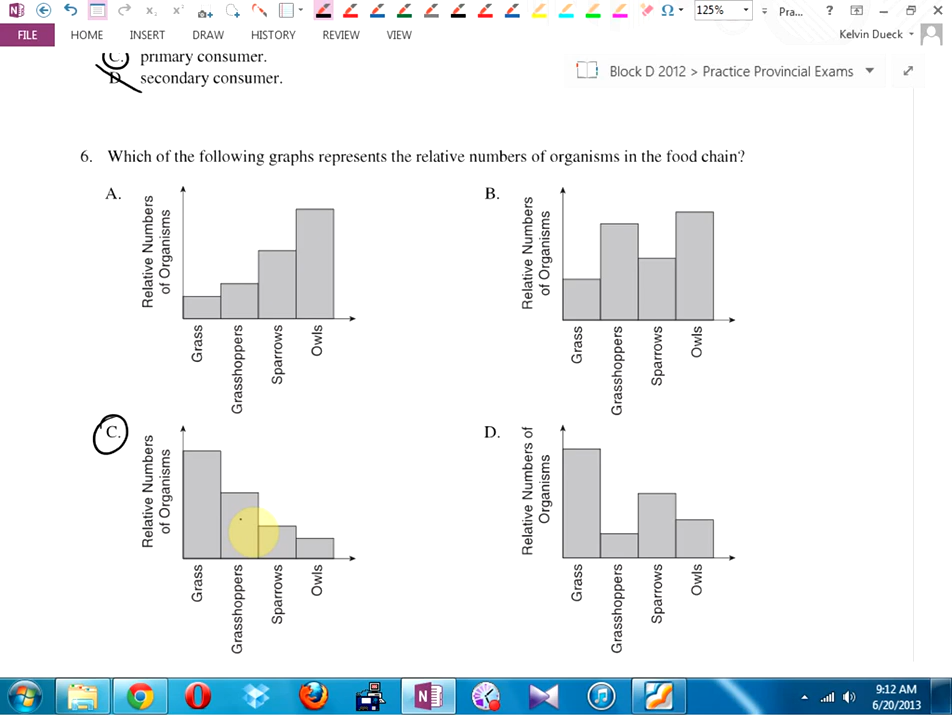 125%
Pra...
?
FILE
HOME
INSERT
DRAW
HISTORY
REVIEW
VIEW
Kelvin Dueck
C. primary consumer.
D. secondary consumer.
Block D 2012 > Practice Provincial Exams
6. Which of the following graphs represents the relative numbers of organisms in the food chain?
A.
Relative Numbers
of Organisms
Grass
Grasshoppers
Sparrows
Owls
B.
Relative Numbers
of Organisms
Grass
Grasshoppers
Sparrows
Owls
C.
Relative Numbers
of Organisms
Grass
Grasshoppers
Sparrows
Owls
D.
Relative Numbers of
Organisms
Grass
Grasshoppers
Sparrows
Owls
9:12 AM
6/20/2013